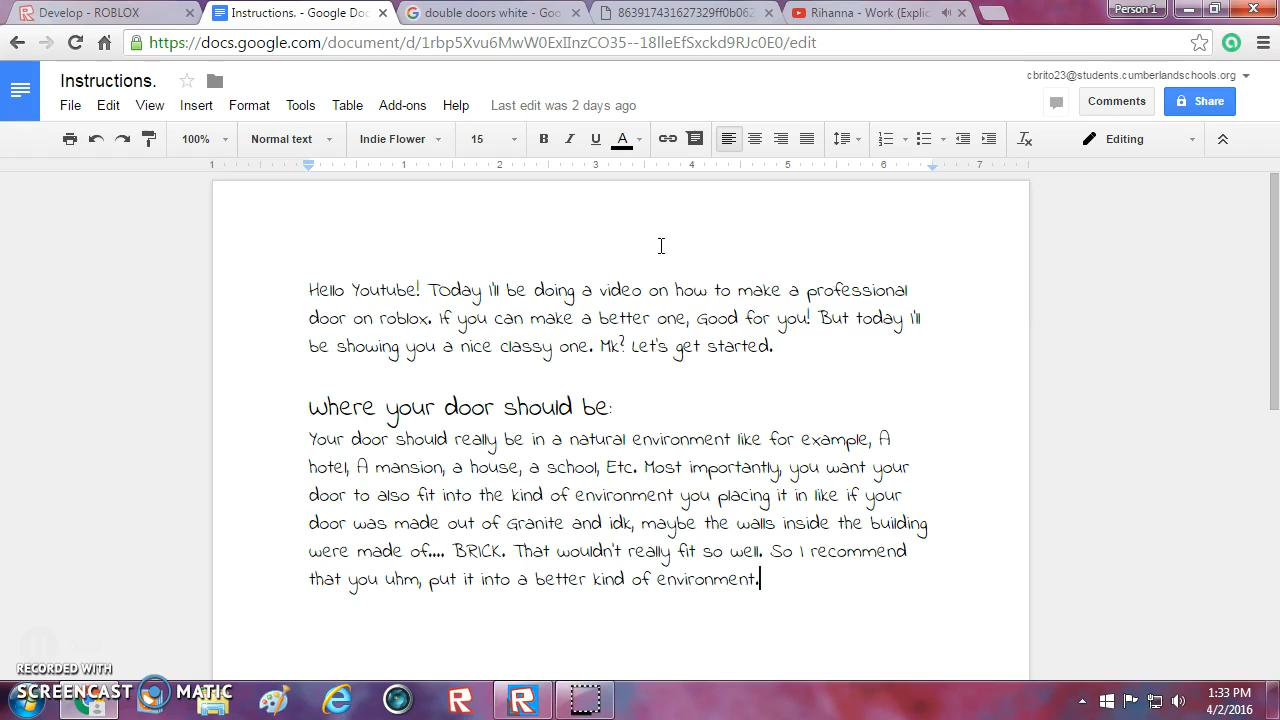 Develop - ROBLOX
Instructions. - Google Doc
double doors white - Goo
863917431627329ff0b062
Rihanna - Work (Explic
Person 1
https://docs.google.com/document/d/
/edit
Instructions.
cbrito23@students.cumberlandschools.org
File Edit View Insert Format Tools Table Add-ons Help Last edit was 2 days ago
Comments
Share
100% Normal text Indie Flower 15 B I U A Editing
1 1 2 3 4 5 6 7
Hello Youtube! Today I'll be doing a video on how to make a professional
door on roblox. If you can make a better one, Good for you! But today I'll
be showing you a nice classy one. Mk? Let's get started.
Where your door should be:
Your door should really be in a natural environment like for example, A
hotel, A mansion, a house, a school, Etc. Most importantly, you want your
door to also fit into the kind of environment you placing it in like if your
door was made out of Granite and idk, maybe the walls inside the building
were made of.... BRICK. That wouldn't really fit so well. So I recommend
that you uhm, put it into a better kind of environment.
RECORDED WITH
SCREENCAST MATIC
1:33 PM
4/2/2016